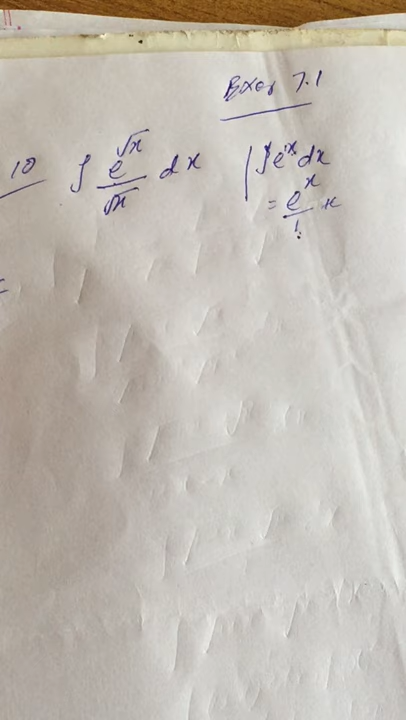 Exer 7.1
10 ∫ e^√x / √x dx | ∫e^x dx
= e^x / 1